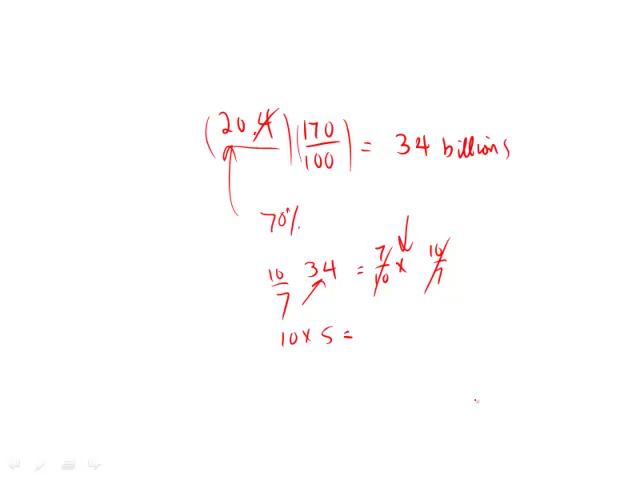 (20.4)(170/100) = 34 billions
70%
10/7 34 = 7/10 x 10/7
10 x 5 =